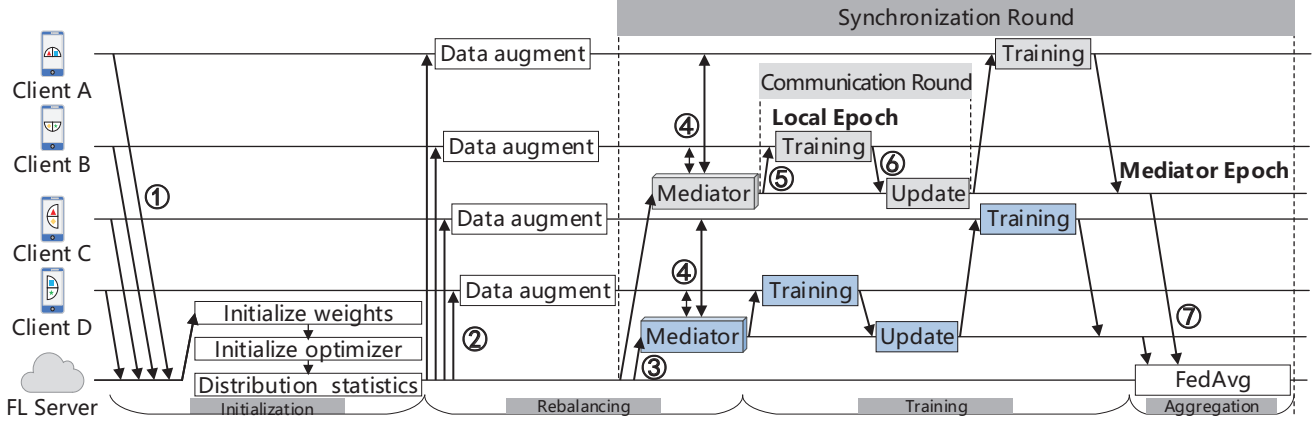 Synchronization Round
Client A
Data augment
Training
Communication Round
Client B
Data augment
④
Local Epoch
Training
⑥
Mediator Epoch
①
Mediator
⑤
Update
Client C
Data augment
Training
④
Client D
Data augment
Training
Initialize weights
②
Mediator
Update
⑦
Initialize optimizer
③
FL Server
Distribution statistics
FedAvg
Initialization
Rebalancing
Training
Aggregation